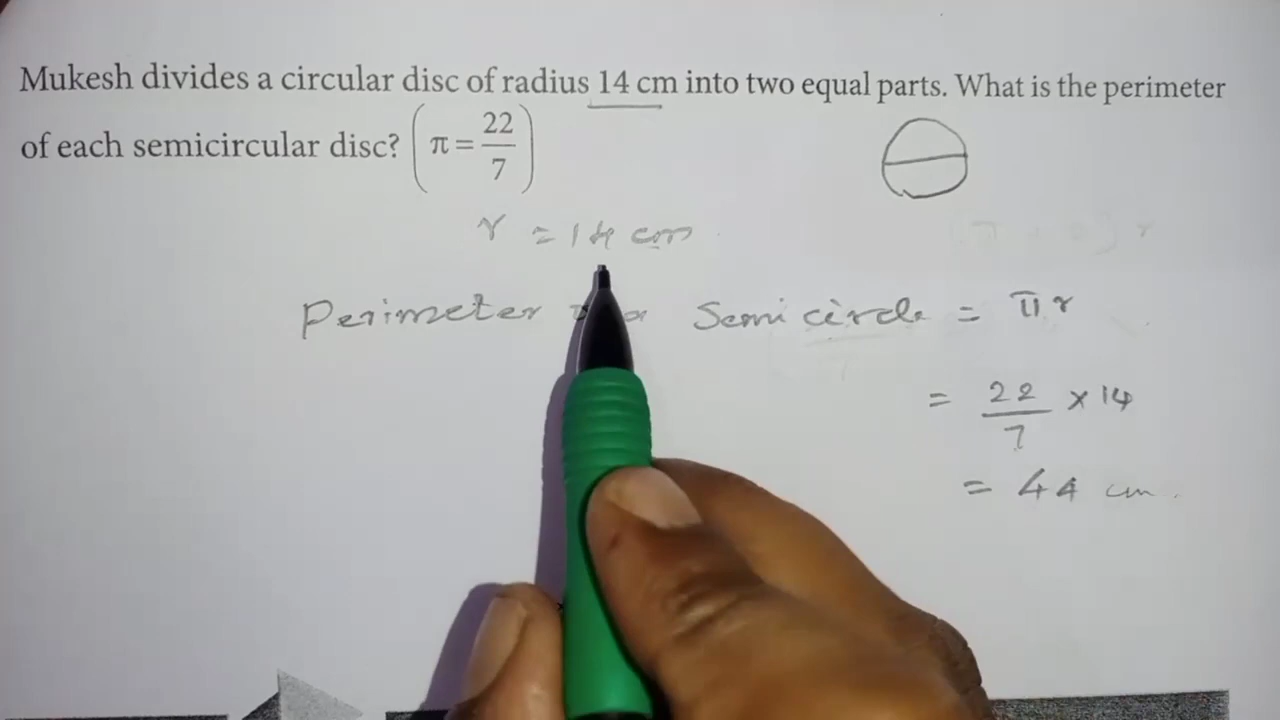 Mukesh divides a circular disc of radius 14 cm into two equal parts. What is the perimeter
of each semicircular disc? (π = 22/7)
r = 14 cm
Perimeter Semicircle = πr
= 22/7 × 14
= 44 cm.